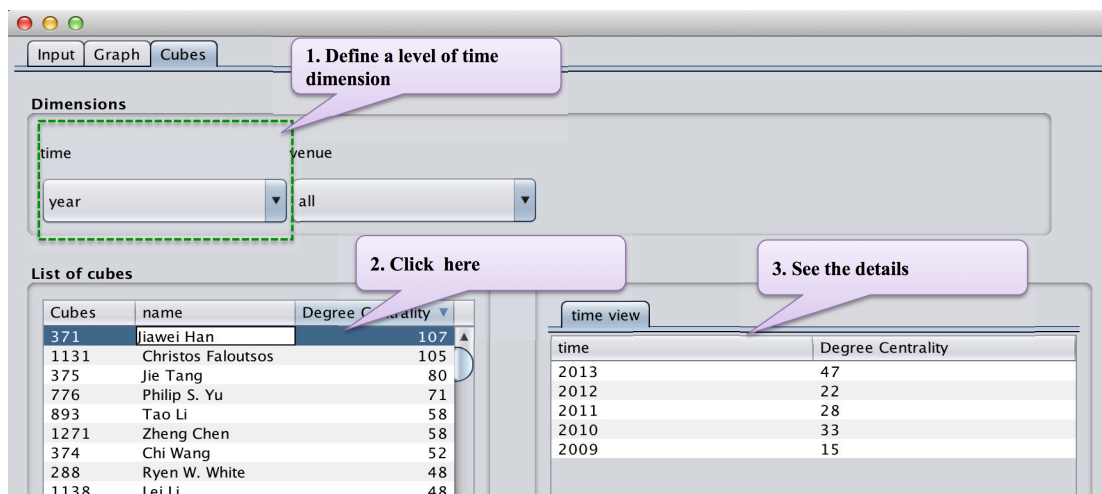 Input Graph Cubes
1. Define a level of time
dimension
Dimensions
time venue
year all
List of cubes
2. Click here
3. See the details
Cubes name Degree Centrality
371 Jiawei Han 107
1131 Christos Faloutsos 105
375 Jie Tang 80
776 Philip S. Yu 71
893 Tao Li 58
1271 Zheng Chen 58
374 Chi Wang 52
288 Ryen W. White 48
1138 Lei Li 48
time view
time Degree Centrality
2013 47
2012 22
2011 28
2010 33
2009 15